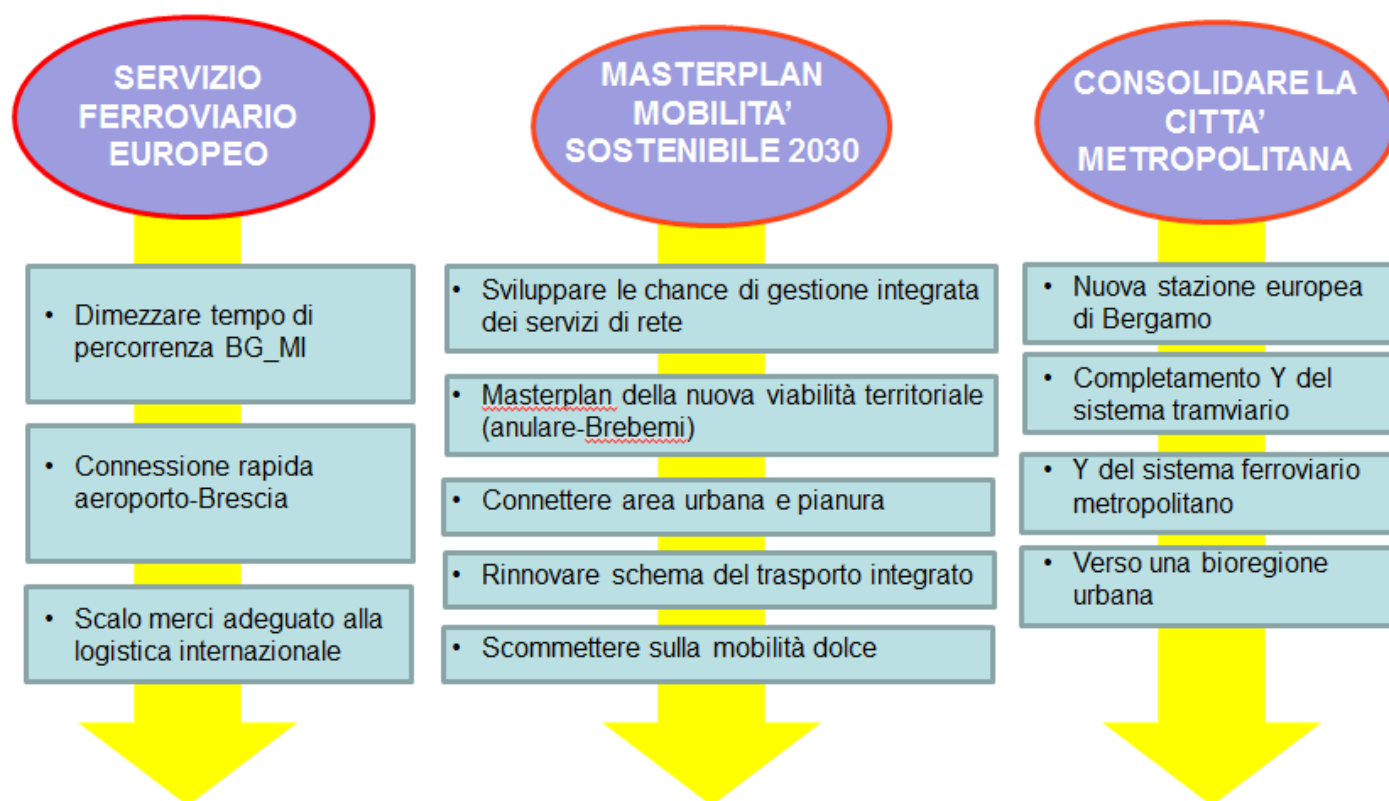 SERVIZIO
FERROVIARIO
EUROPEO
• Dimezzare tempo di
percorrenza BG_MI
• Connessione rapida
aeroporto-Brescia
• Scalo merci adeguato alla
logistica internazionale
MASTERPLAN
MOBILITA'
SOSTENIBILE 2030
• Sviluppare le chance di gestione integrata
dei servizi di rete
• Masterplan della nuova viabilità territoriale
(anulare-Brebemi)
• Connettere area urbana e pianura
• Rinnovare schema del trasporto integrato
• Scommettere sulla mobilità dolce
CONSOLIDARE LA
CITTA'
METROPOLITANA
• Nuova stazione europea
di Bergamo
• Completamento Y del
sistema tramviario
• Y del sistema ferroviario
metropolitano
• Verso una bioregione
urbana